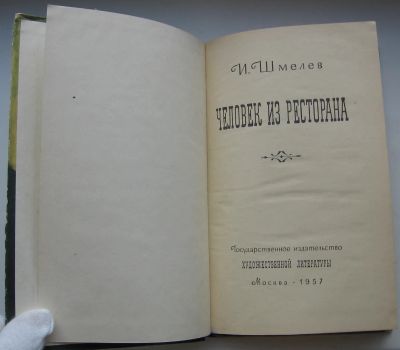 И. Шмелев
ЧЕЛОВЕК ИЗ РЕСТОРАНА
Государственное издательство
ХУДОЖЕСТВЕННОЙ ЛИТЕРАТУРЫ
Москва - 1957